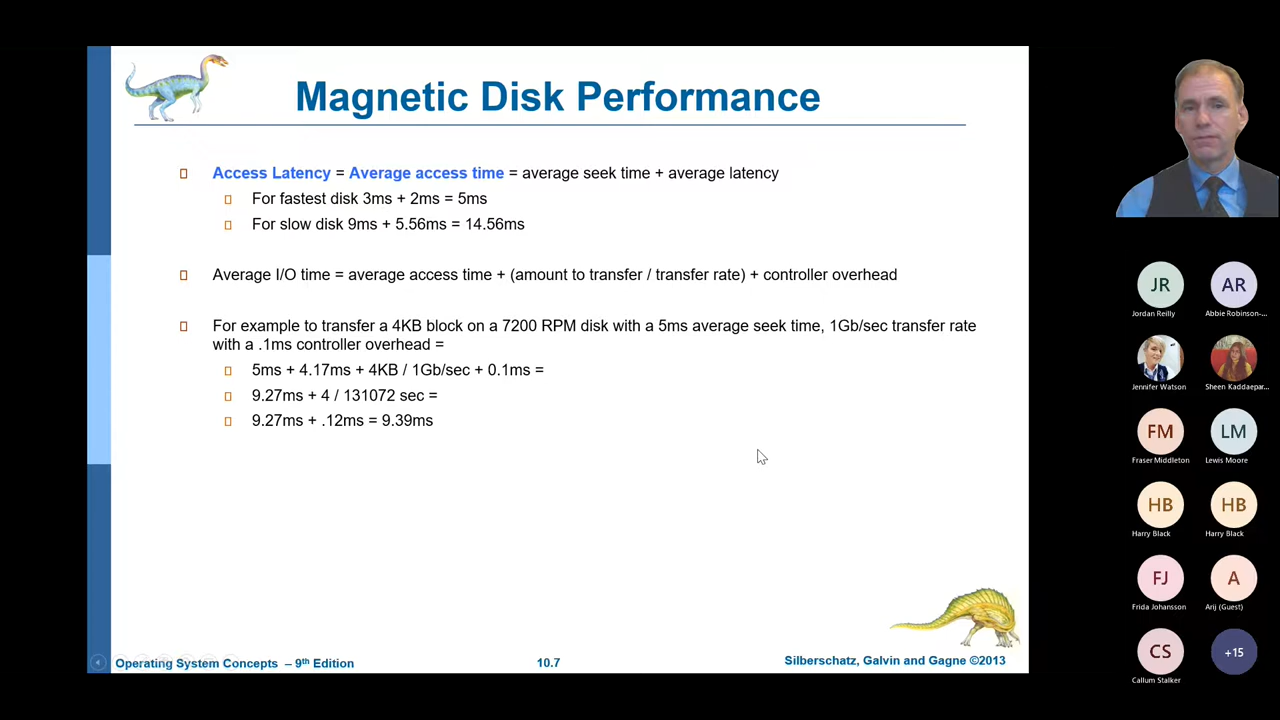 Magnetic Disk Performance
Access Latency = Average access time = average seek time + average latency
For fastest disk 3ms + 2ms = 5ms
For slow disk 9ms + 5.56ms = 14.56ms
Average I/O time = average access time + (amount to transfer / transfer rate) + controller overhead
For example to transfer a 4KB block on a 7200 RPM disk with a 5ms average seek time, 1Gb/sec transfer rate
with a .1ms controller overhead =
5ms + 4.17ms + 4KB / 1Gb/sec + 0.1ms =
9.27ms + 4 / 131072 sec =
9.27ms + .12ms = 9.39ms
Operating System Concepts – 9th Edition
10.7
Silberschatz, Galvin and Gagne ©2013
JR
AR
Jordan Reilly
Abbie Robinson-...
Jennifer Watson
Sheen Kaddaepar...
FM
LM
Fraser Middleton
Lewis Moore
HB
HB
Harry Black
Harry Black
FJ
A
Frida Johansson
Arij (Guest)
CS
+15
Callum Stalker